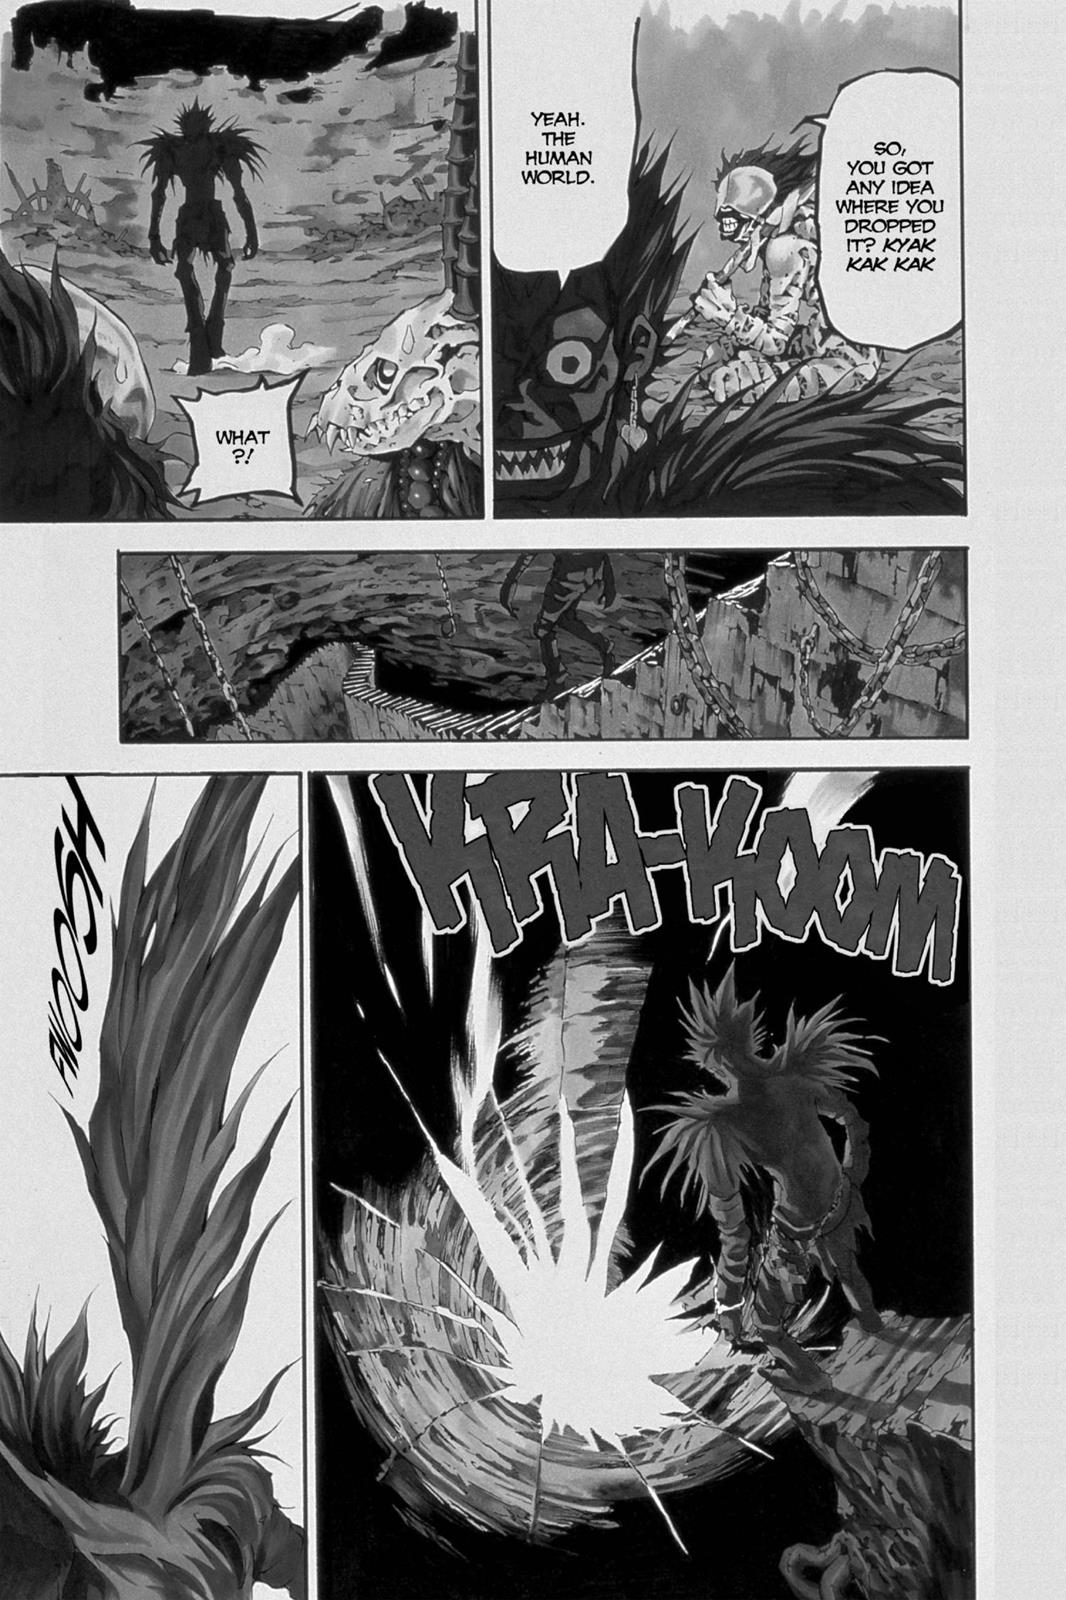 SO,
YOU GOT
ANY IDEA
WHERE YOU
DROPPED
IT? KYAK
KAK KAK
YEAH.
THE
HUMAN
WORLD.
WHAT
?!
KRA-KOOM
FWOOSH